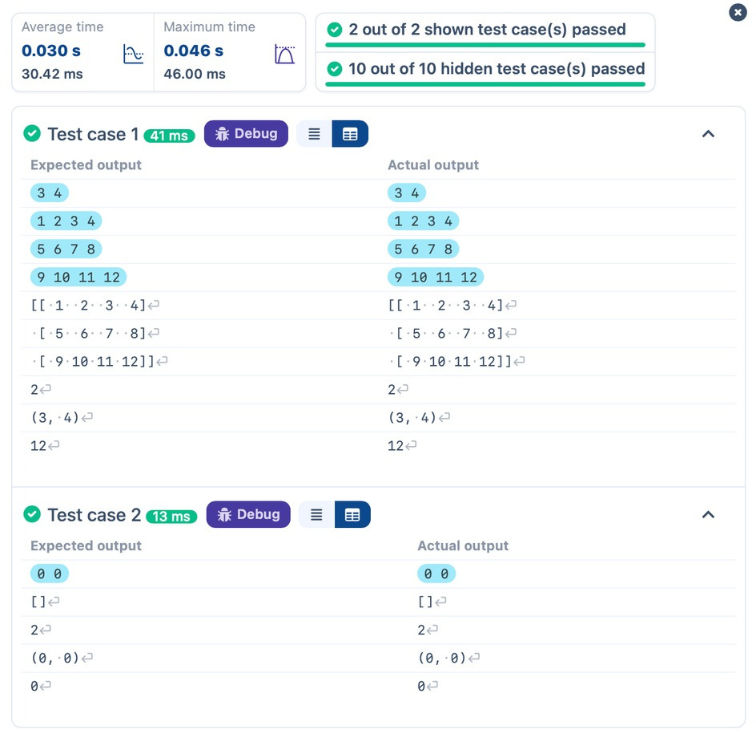 Average time
0.030 s
30.42 ms
Maximum time
0.046 s
46.00 ms
2 out of 2 shown test case(s) passed
10 out of 10 hidden test case(s) passed
Test case 1 41 ms Debug
Expected output Actual output
3 4 3 4
1 2 3 4 1 2 3 4
5 6 7 8 5 6 7 8
9 10 11 12 9 10 11 12
[[·1··2··3··4]↵ [[·1··2··3··4]↵
·[·5··6··7··8]↵ ·[·5··6··7··8]↵
·[·9·10·11·12]]↵ ·[·9·10·11·12]]↵
2↵ 2↵
(3,·4)↵ (3,·4)↵
12↵ 12↵
Test case 2 13 ms Debug
Expected output Actual output
0 0 0 0
[]↵ []↵
2↵ 2↵
(0,·0)↵ (0,·0)↵
0↵ 0↵